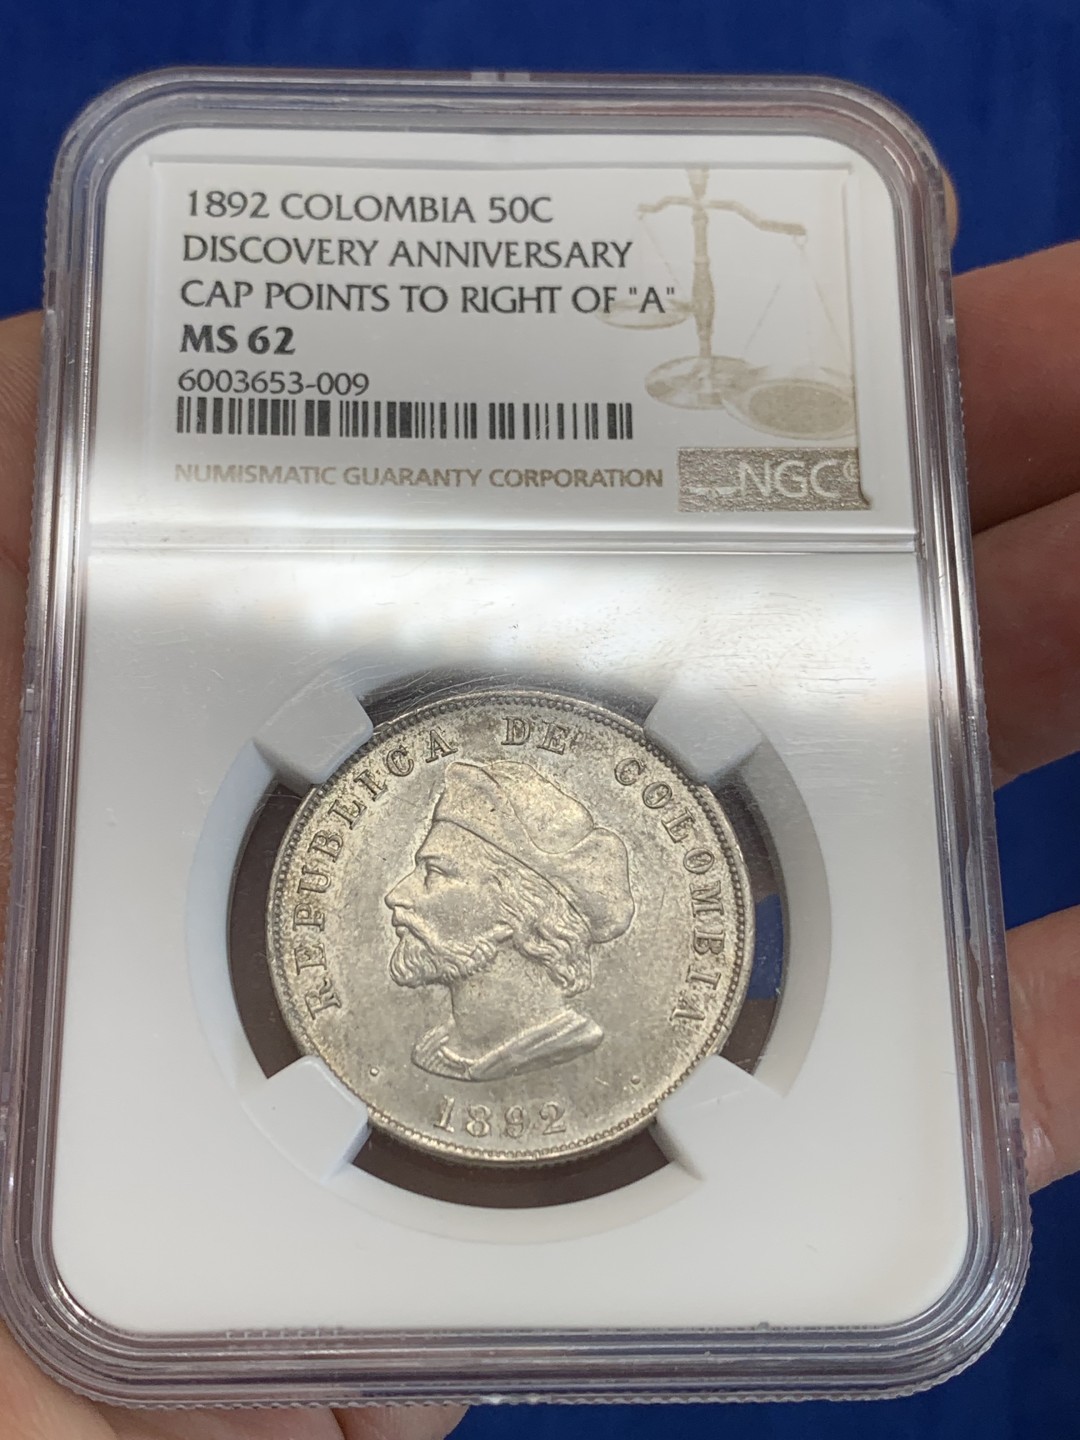 1892 COLOMBIA 50C
DISCOVERY ANNIVERSARY
CAP POINTS TO RIGHT OF "A"
MS 62
6003653-009
NUMISMATIC GUARANTY CORPORATION
NGC
REPUBLICA DE COLOMBIA
1892